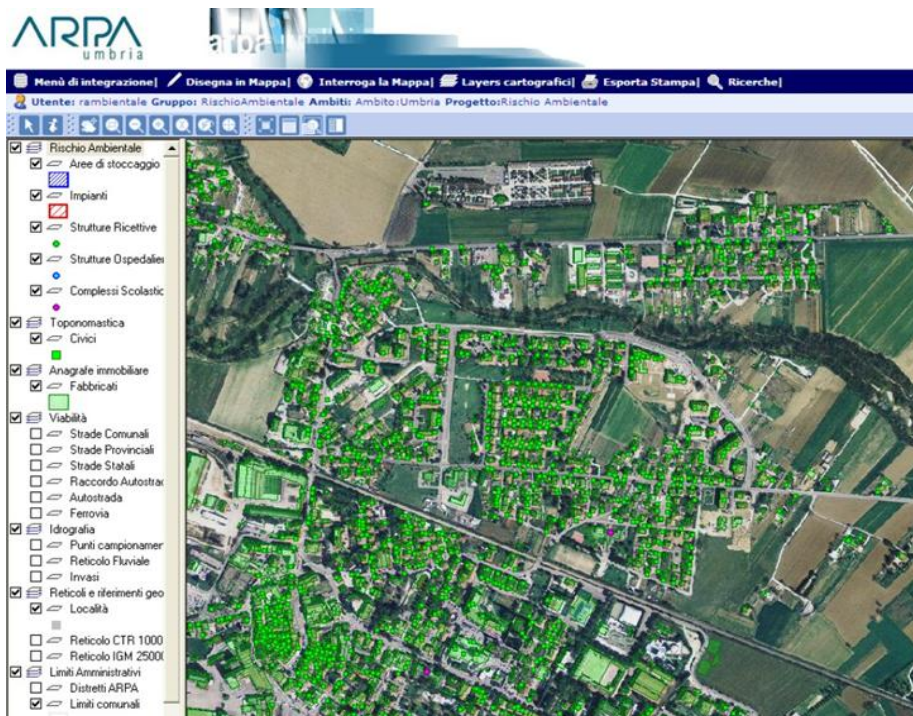 ARPA
umbria
arpa
Menù di integrazione| Disegna in Mappa| Interroga la Mappa| Layers cartografici| Esporta Stampa| Ricerche|
Utente: rambientale Gruppo: RischioAmbientale Ambiti: Ambito:Umbria Progetto:Rischio Ambientale
Rischio Ambientale
Aree di stoccaggio
Impianti
Strutture Ricettive
Strutture Ospedalier
Complessi Scolastic
Toponomastica
Civici
Anagrafe immobiliare
Fabbricati
Viabilità
Strade Comunali
Strade Provinciali
Strade Statali
Raccordo Autostrad
Autostrada
Ferrovia
Idrografia
Punti campionamer
Reticolo Fluviale
Invasi
Reticoli e riferimenti geo
Località
Reticolo CTR 1000
Reticolo IGM 25000
Limiti Amministrativi
Distretti ARPA
Limiti comunali